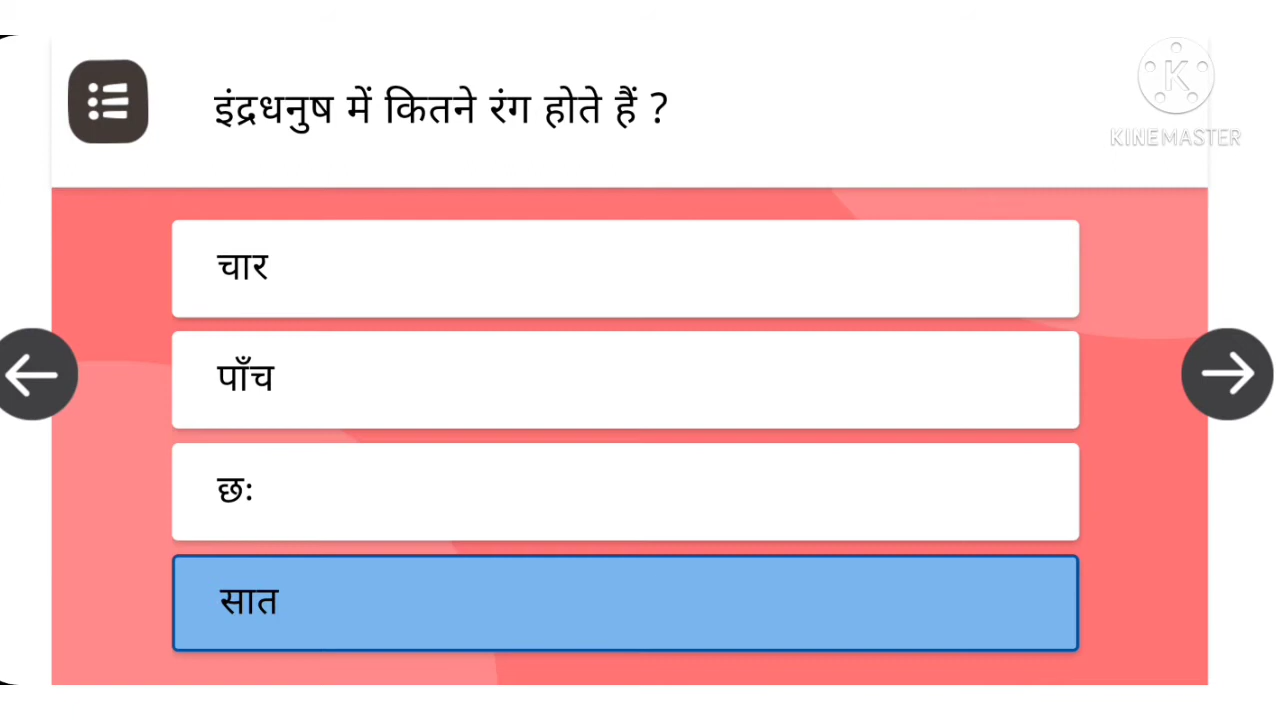 इंद्रधनुष में कितने रंग होते हैं ?
K
KINEMASTER
चार
पाँच
छः
सात